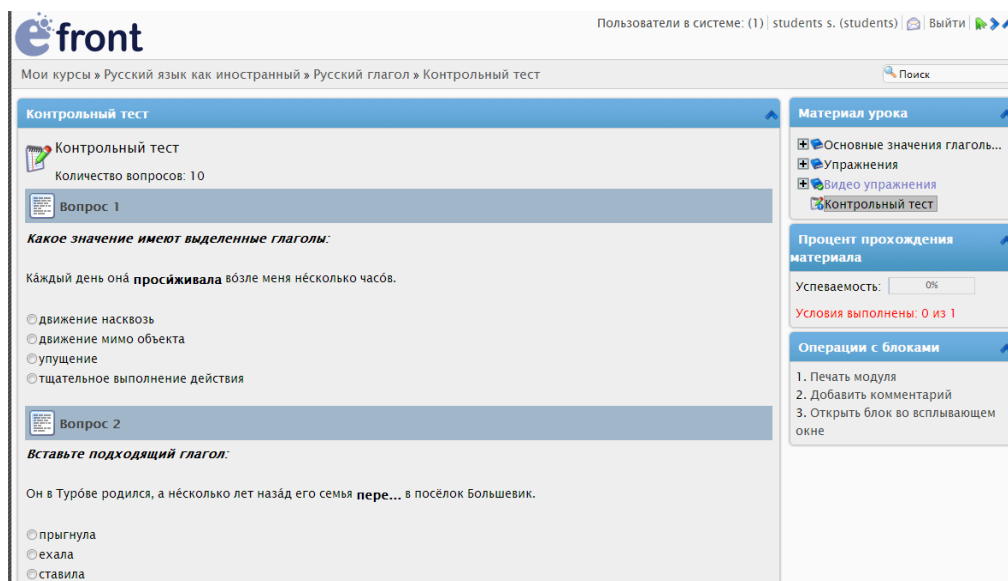 efront
Пользователи в системе: (1) students s. (students) Выйти
Мои курсы » Русский язык как иностранный » Русский глагол » Контрольный тест
Поиск
Контрольный тест
Контрольный тест
Количество вопросов: 10
Вопрос 1
Какое значение имеют выделенные глаголы:
Ка́ждый день она́ проси́живала во́зле меня не́сколько часо́в.
движение насквозь
движение мимо объекта
упущение
тщательное выполнение действия
Вопрос 2
Вставьте подходящий глагол:
Он в Туро́ве родился, а не́сколько лет наза́д его семья пере... в посёлок Большевик.
прыгнула
ехала
ставила
Материал урока
Основные значения глаголь...
Упражнения
Видео упражнения
Контрольный тест
Процент прохождения
материала
Успеваемость: 0%
Условия выполнены: 0 из 1
Операции с блоками
1. Печать модуля
2. Добавить комментарий
3. Открыть блок во всплывающем
окне